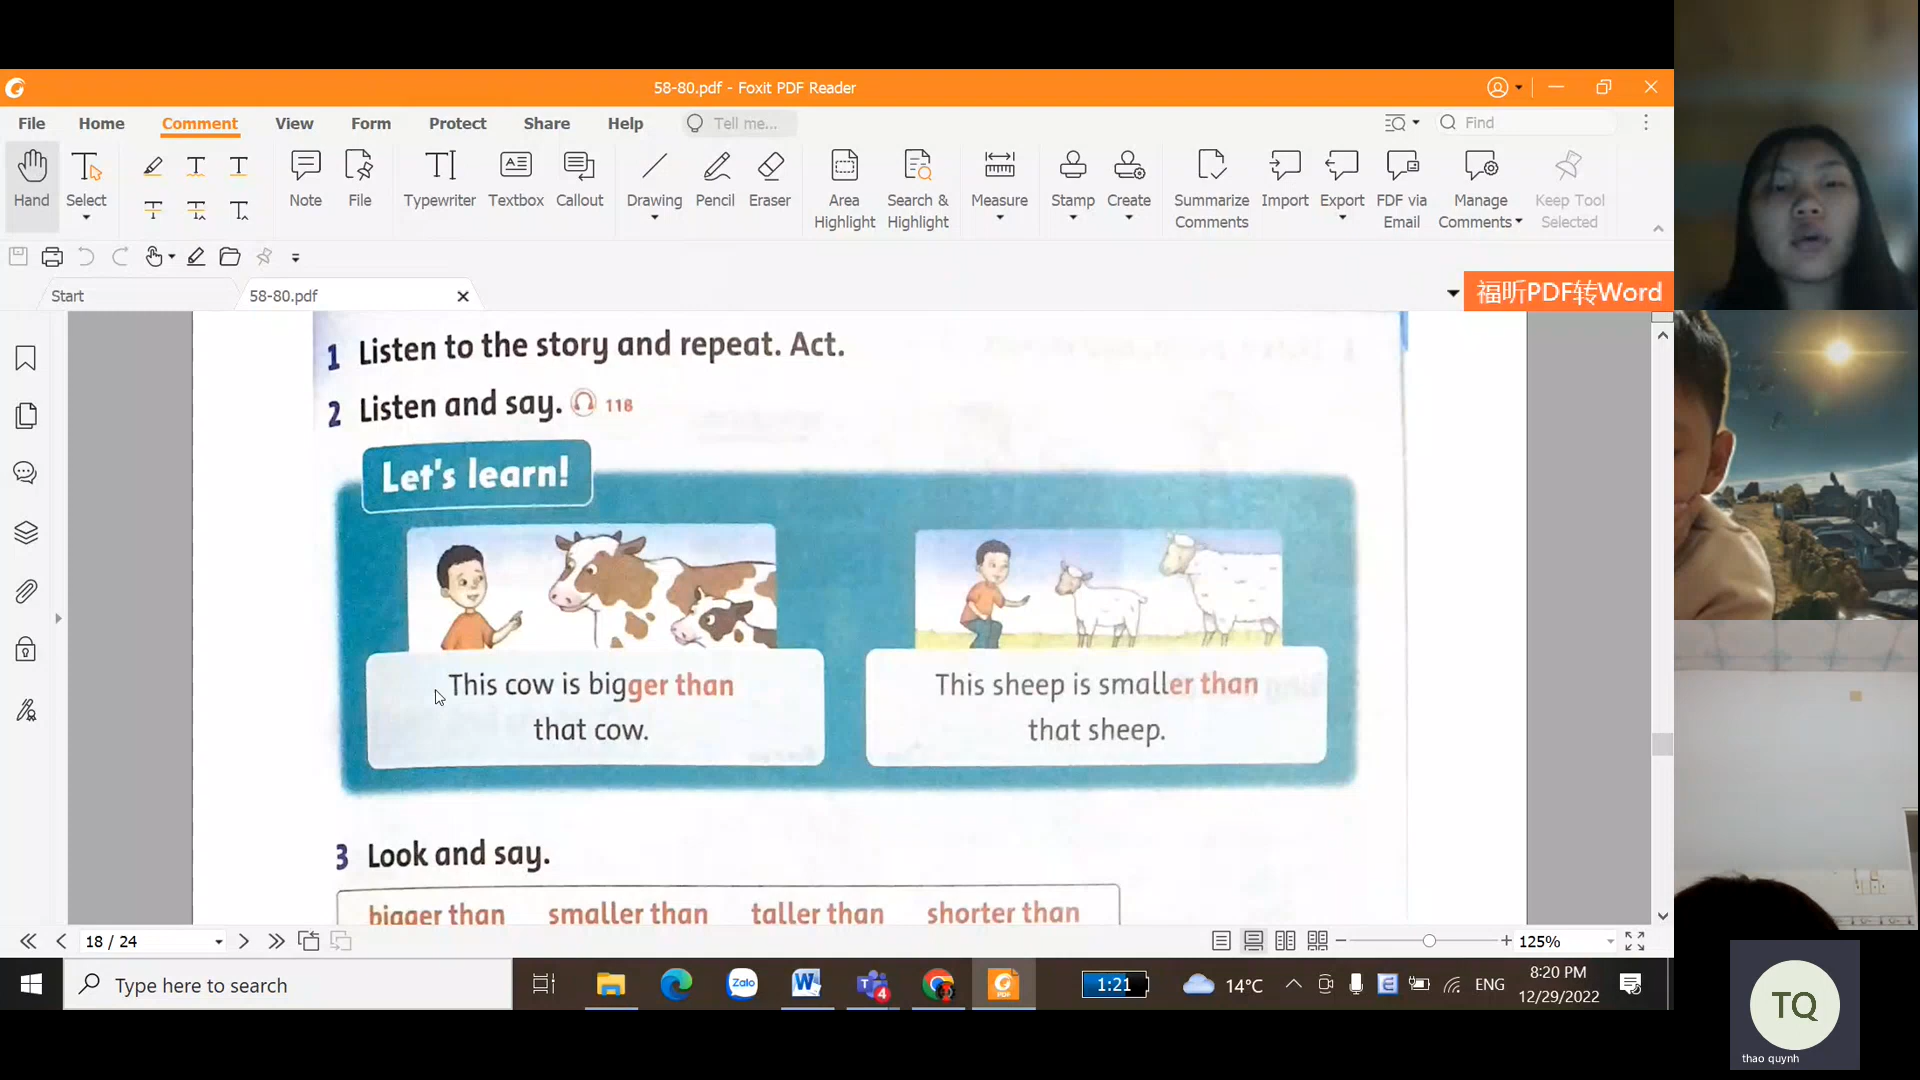 58-80.pdf - Foxit PDF Reader
File Home Comment View Form Protect Share Help Tell me... Find
Hand Select Note File Typewriter Textbox Callout Drawing Pencil Eraser Area Highlight Search & Highlight Measure Stamp Create Summarize Comments Import Export FDF via Email Manage Comments Keep Tool Selected
Start 58-80.pdf
福昕PDF转Word
1 Listen to the story and repeat. Act.
2 Listen and say. 118
Let's learn!
This cow is bigger than
that cow.
This sheep is smaller than
that sheep.
3 Look and say.
bigger than smaller than taller than shorter than
18 / 24 125%
Type here to search Zalo 4 PDF 1:21 14°C ENG 8:20 PM
12/29/2022
TQ
thao quynh